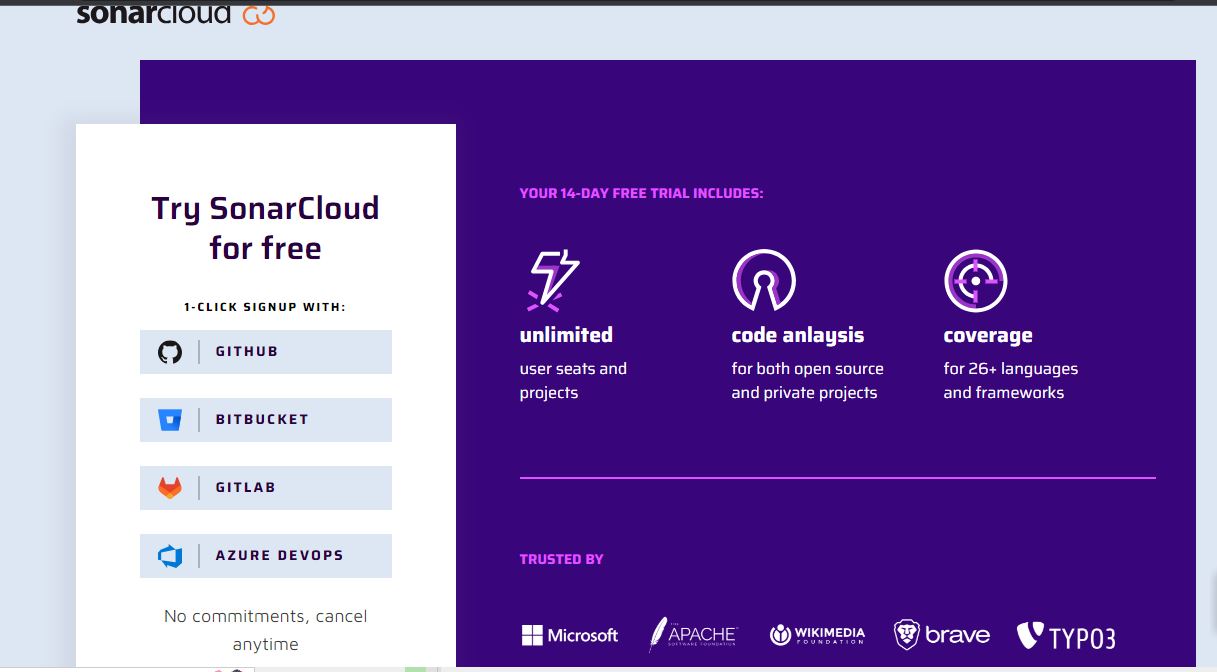 sonarcloud
Try SonarCloud
for free
1-CLICK SIGNUP WITH:
GITHUB
BITBUCKET
GITLAB
AZURE DEVOPS
No commitments, cancel
anytime
YOUR 14-DAY FREE TRIAL INCLUDES:
unlimited
user seats and
projects
code anlaysis
for both open source
and private projects
coverage
for 26+ languages
and frameworks
TRUSTED BY
Microsoft
THE
APACHE™
SOFTWARE FOUNDATION
WIKIMEDIA
FOUNDATION
brave
TYPO3